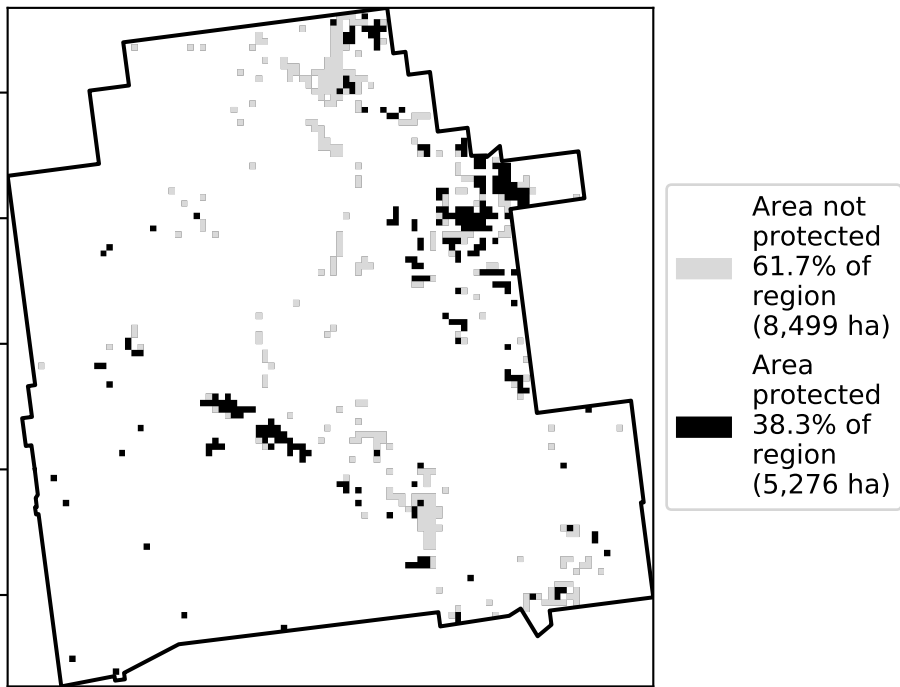 Area not
protected
61.7% of
region
(8,499 ha)
Area
protected
38.3% of
region
(5,276 ha)